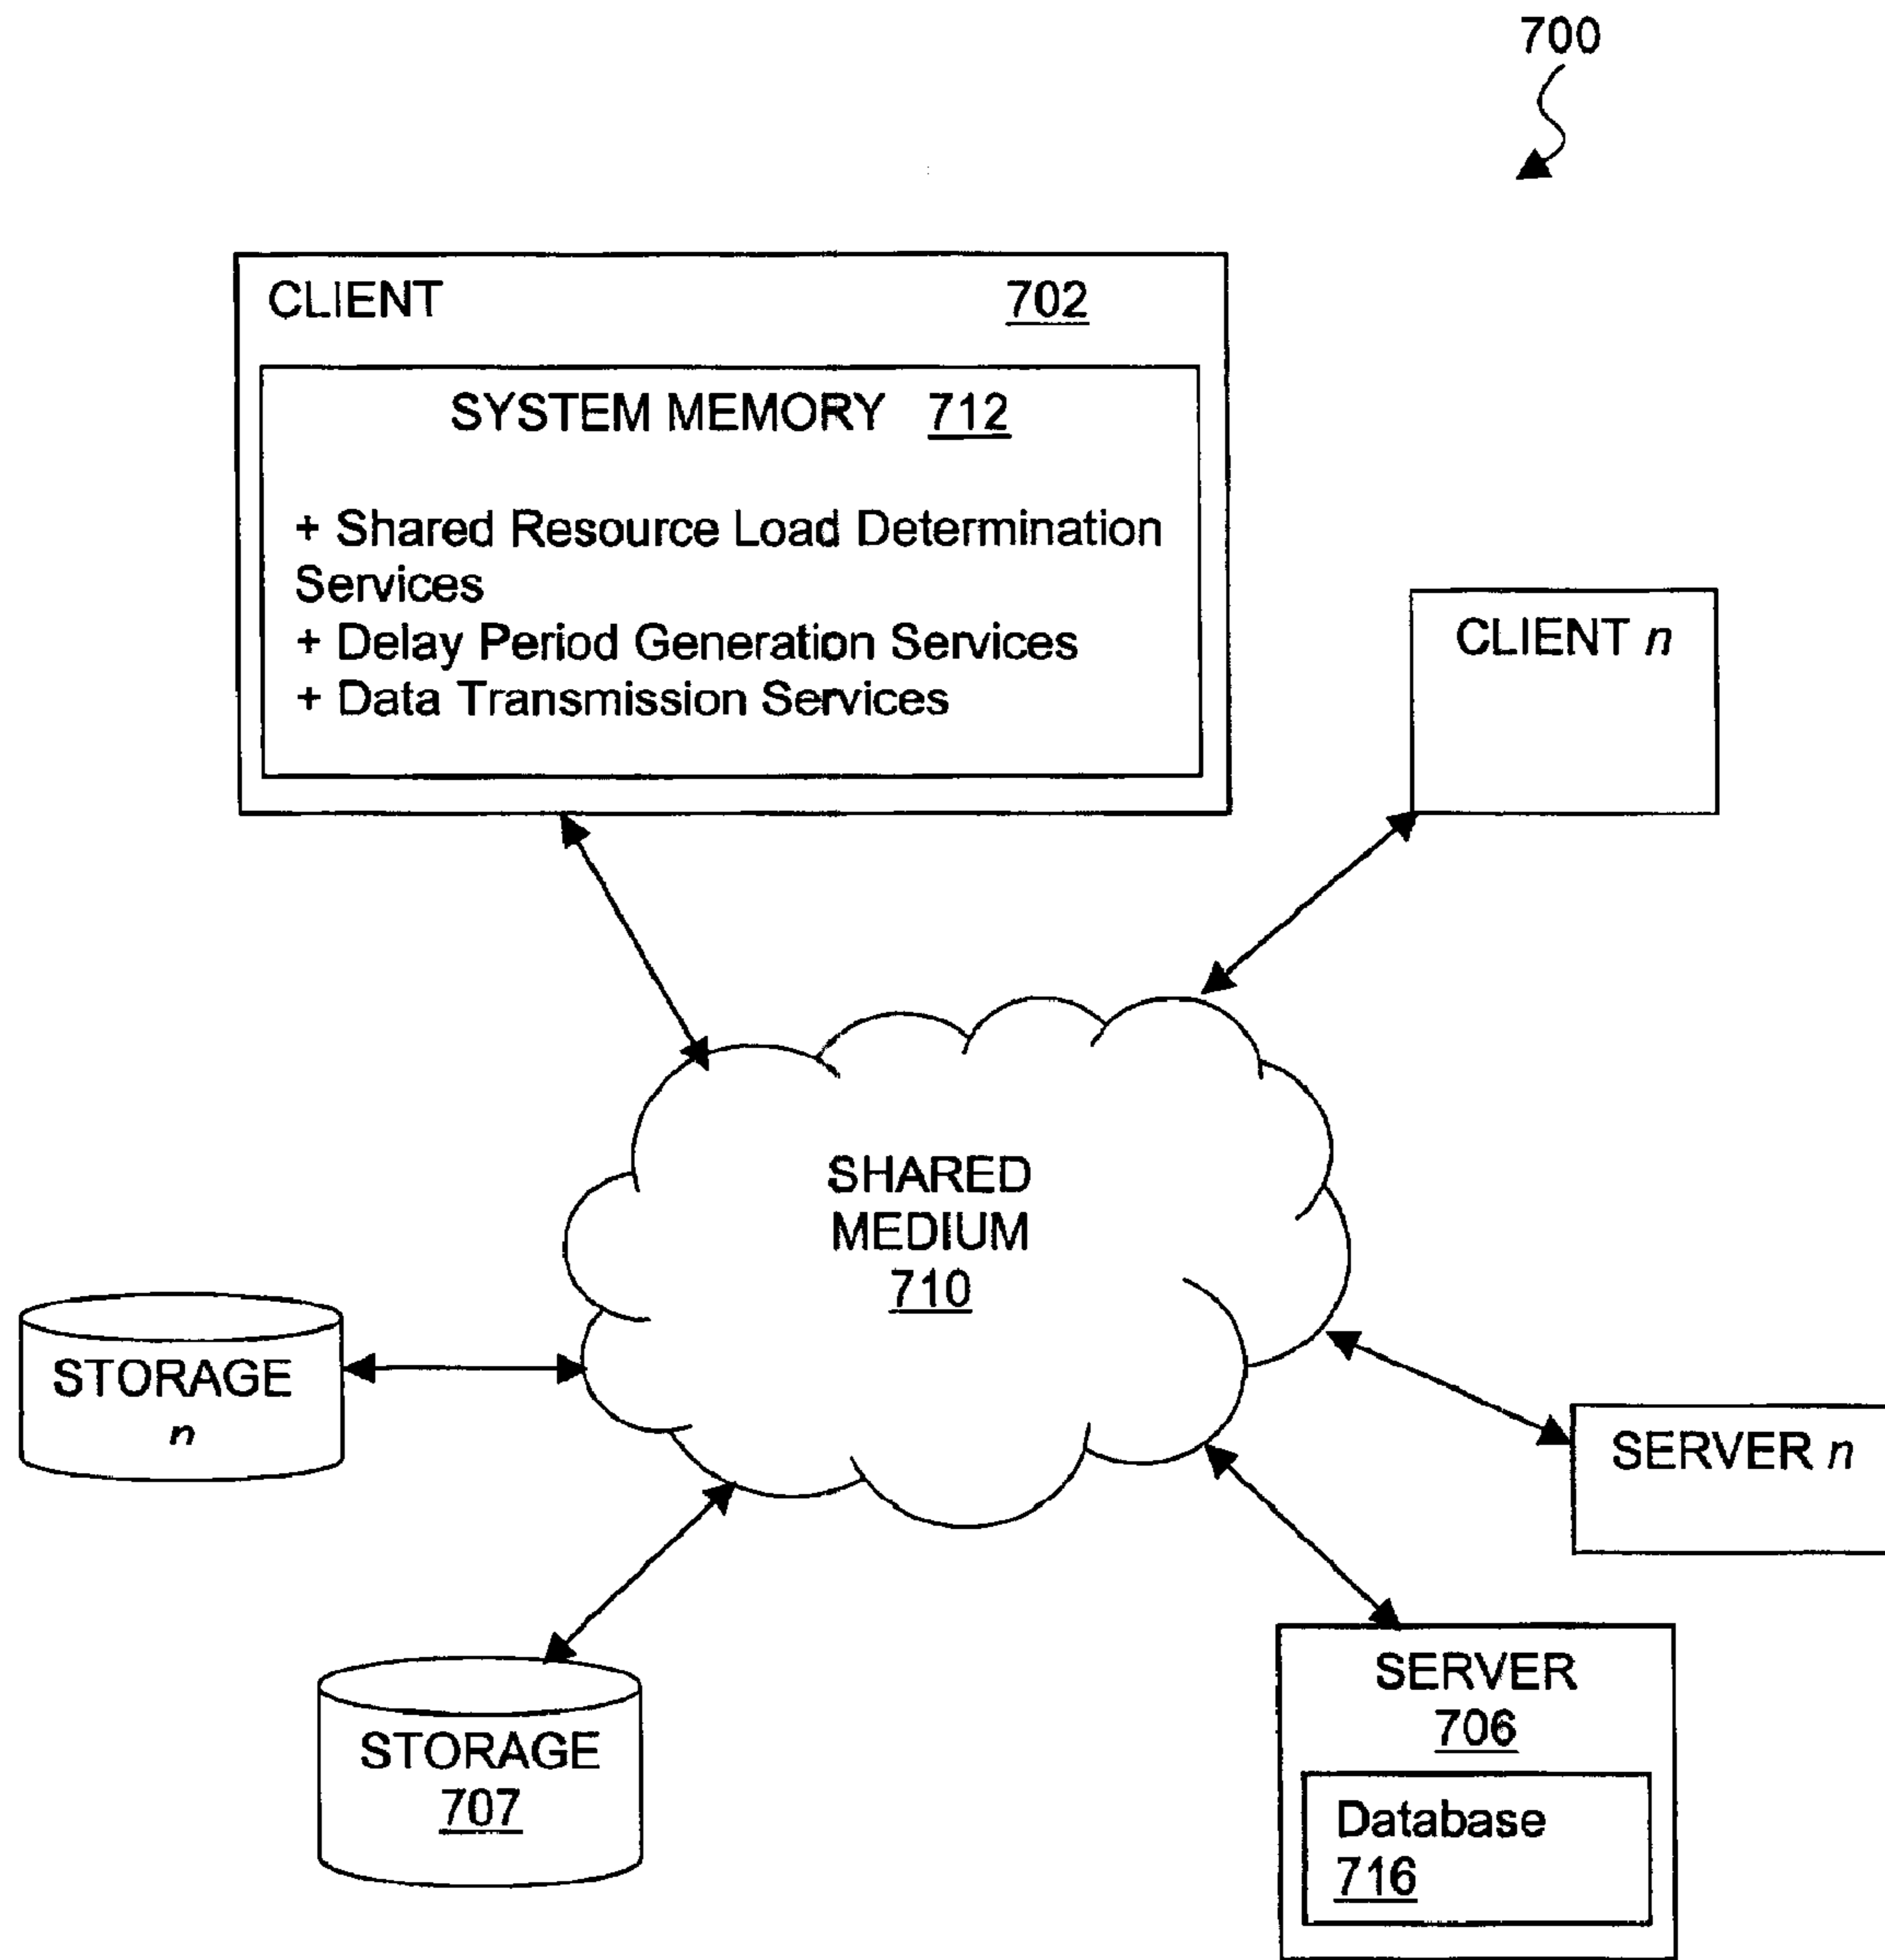 700
CLIENT 702
SYSTEM MEMORY 712
+ Shared Resource Load Determination
Services
+ Delay Period Generation Services
+ Data Transmission Services
CLIENT n
SHARED
MEDIUM
710
STORAGE
n
SERVER n
STORAGE
707
SERVER
706
Database
716